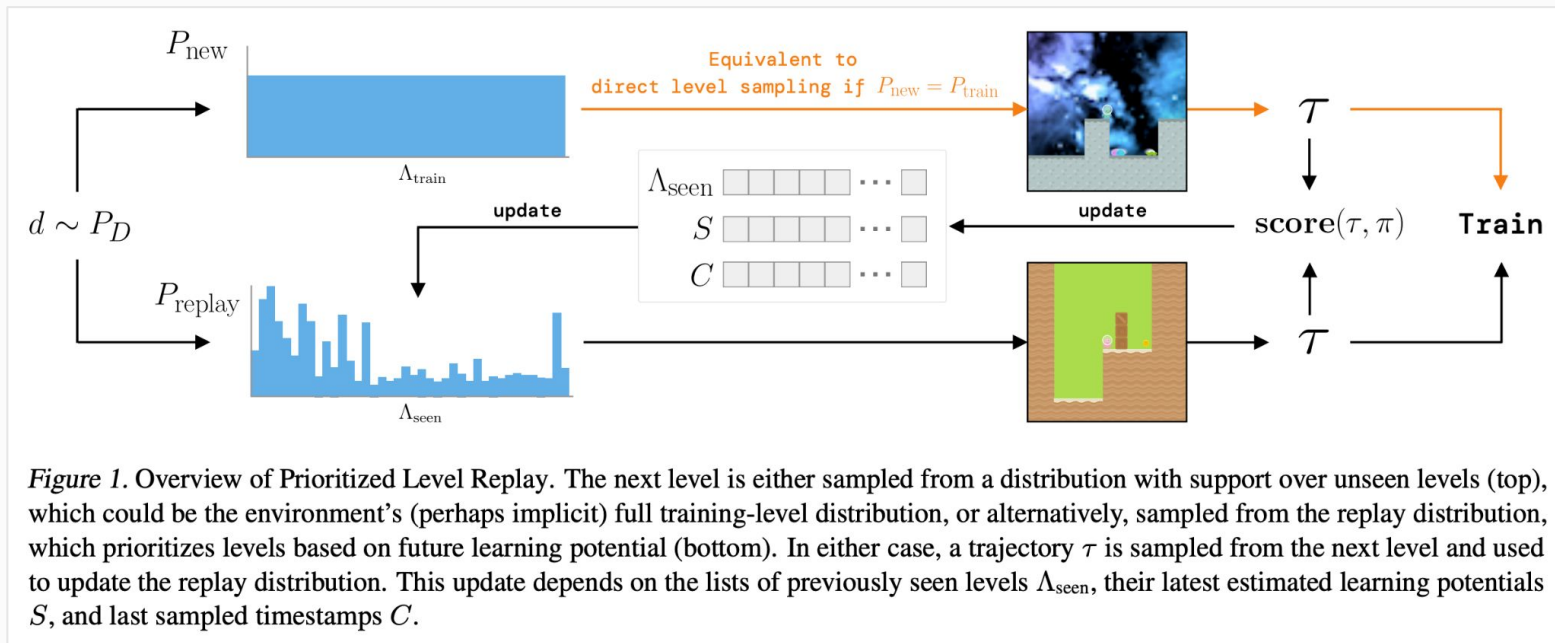 P_new
Equivalent to
direct level sampling if P_new = P_train
τ
Λ_train
Λ_seen
update
update
S
d ∼ P_D
score(τ, π)
Train
C
P_replay
τ
Λ_seen
Figure 1. Overview of Prioritized Level Replay. The next level is either sampled from a distribution with support over unseen levels (top),
which could be the environment's (perhaps implicit) full training-level distribution, or alternatively, sampled from the replay distribution,
which prioritizes levels based on future learning potential (bottom). In either case, a trajectory τ is sampled from the next level and used
to update the replay distribution. This update depends on the lists of previously seen levels Λ_seen, their latest estimated learning potentials
S, and last sampled timestamps C.